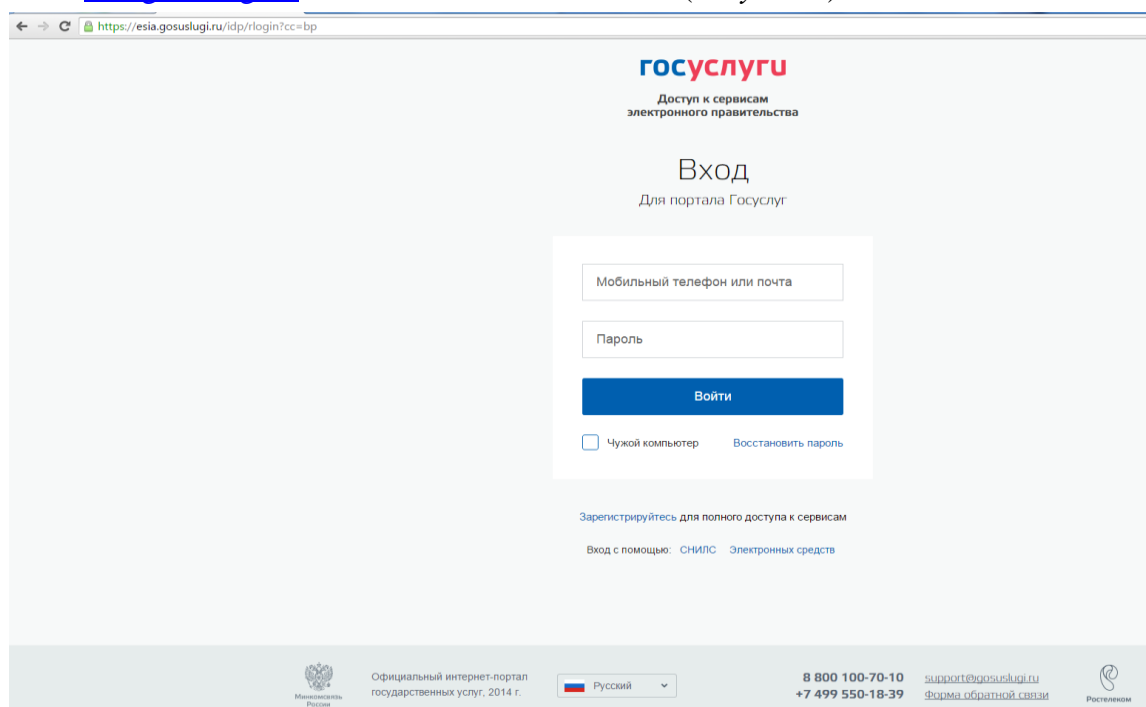 https://esia.gosuslugi.ru/idp/rlogin?cc=bp
госуслуги
Доступ к сервисам
электронного правительства
Вход
Для портала Госуслуг
Мобильный телефон или почта
Пароль
Войти
Чужой компьютер Восстановить пароль
Зарегистрируйтесь для полного доступа к сервисам
Вход с помощью: СНИЛС Электронных средств
Минкомсвязь
России
Официальный интернет-портал
государственных услуг, 2014 г.
Русский
8 800 100-70-10
+7 499 550-18-39
support@gosuslugi.ru
Форма обратной связи
Ростелеком